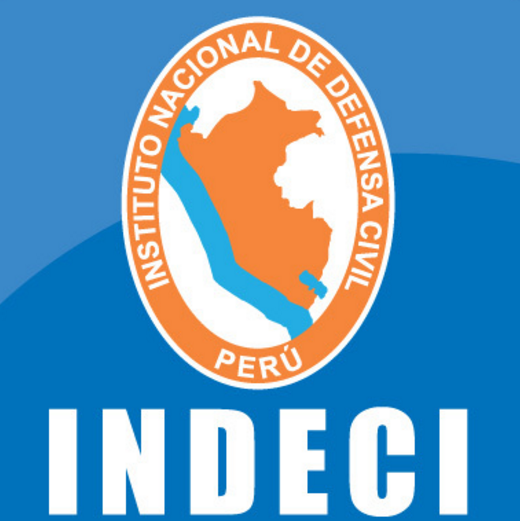 INSTITUTO NACIONAL DE DEFENSA CIVIL
PERÚ
INDECI